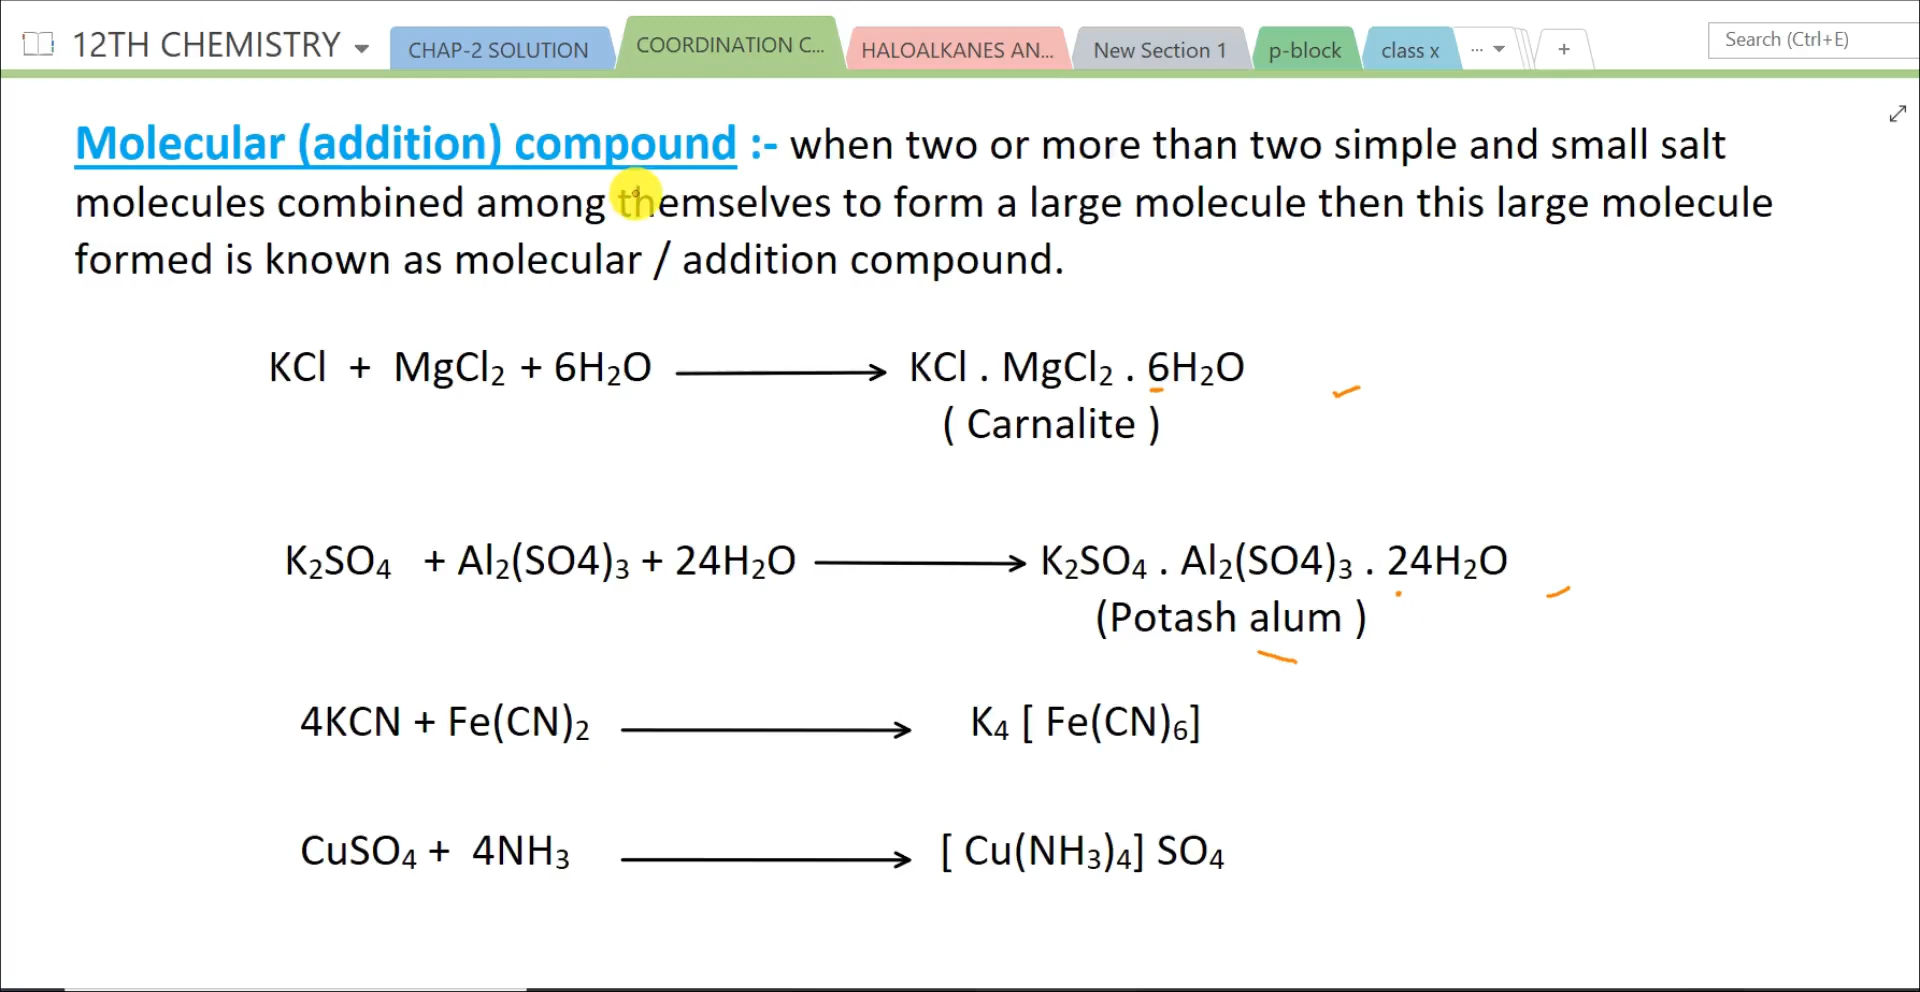 12TH CHEMISTRY
CHAP-2 SOLUTION
COORDINATION C...
HALOALKANES AN...
New Section 1
p-block
class x
...
+
Search (Ctrl+E)
Molecular (addition) compound :- when two or more than two simple and small salt
molecules combined among themselves to form a large molecule then this large molecule
formed is known as molecular / addition compound.
KCl + MgCl₂ + 6H₂O ⟶ KCl . MgCl₂ . 6H₂O
( Carnalite )
K₂SO₄ + Al₂(SO4)₃ + 24H₂O ⟶ K₂SO₄ . Al₂(SO4)₃ . 24H₂O
(Potash alum )
4KCN + Fe(CN)₂ ⟶ K₄ [ Fe(CN)₆]
CuSO₄ + 4NH₃ ⟶ [ Cu(NH₃)₄] SO₄